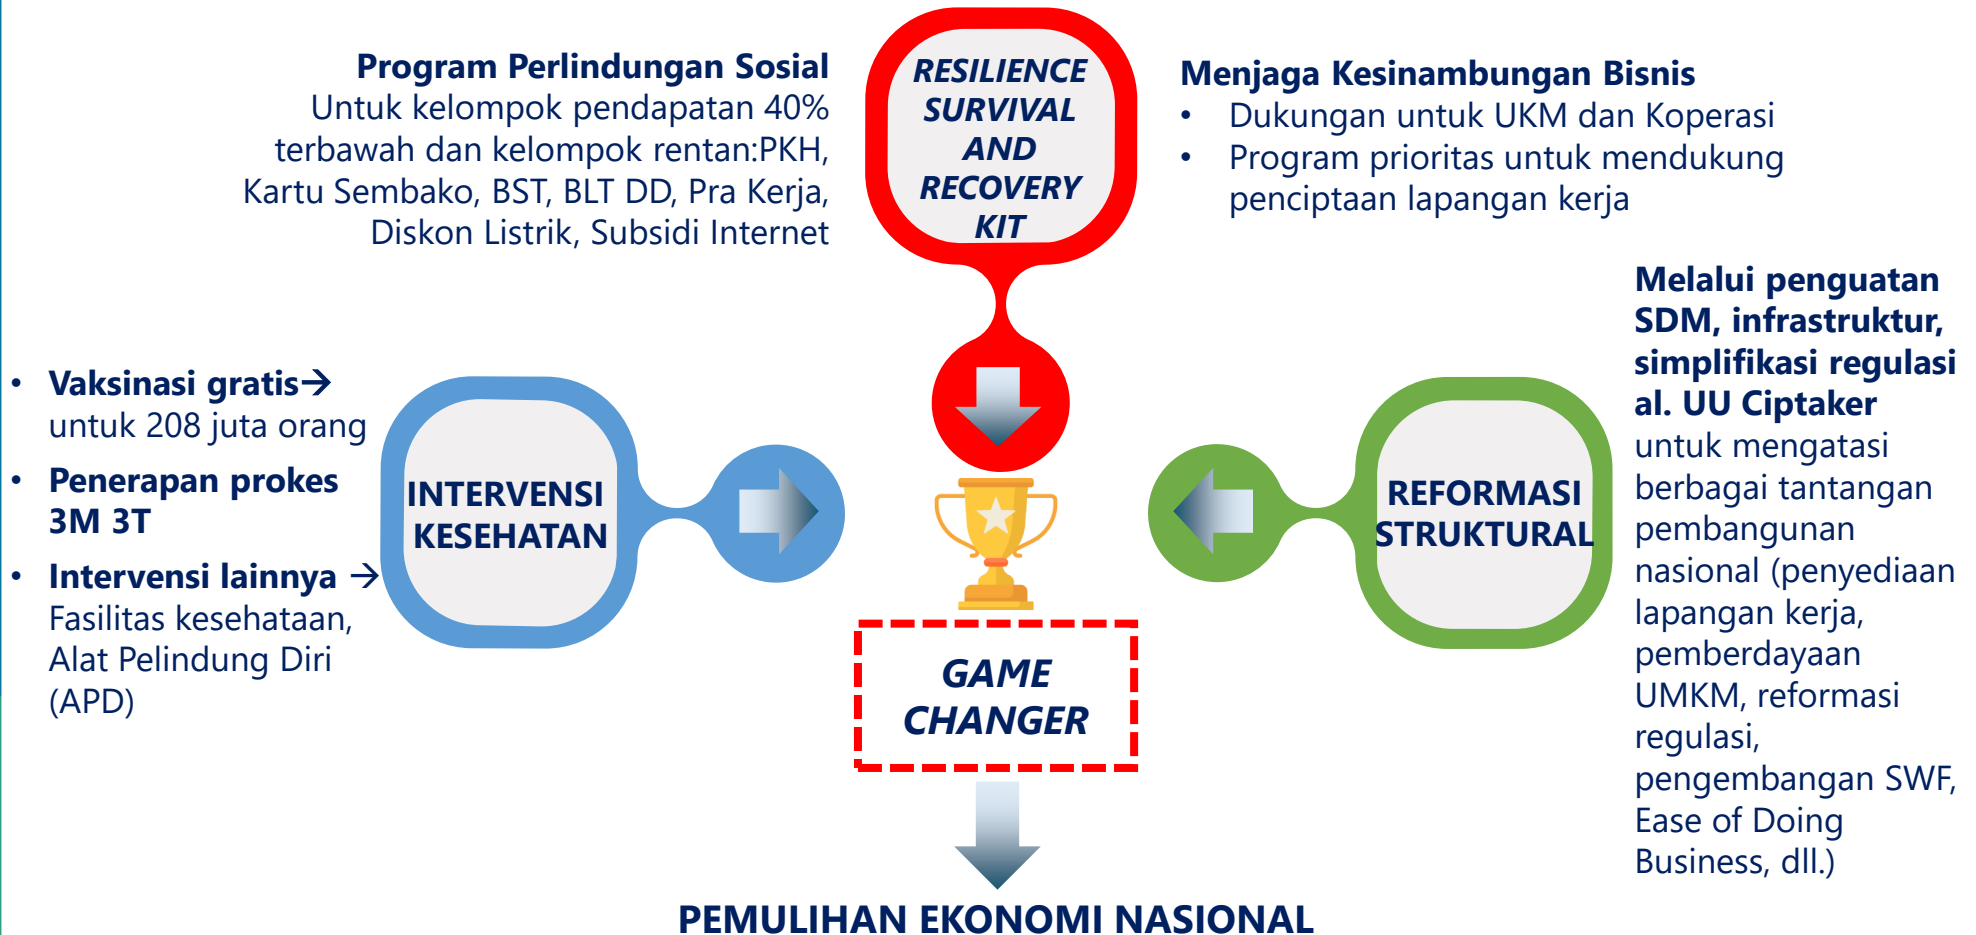 Program Perlindungan Sosial
Untuk kelompok pendapatan 40%
terbawah dan kelompok rentan:PKH,
Kartu Sembako, BST, BLT DD, Pra Kerja,
Diskon Listrik, Subsidi Internet
RESILIENCE
SURVIVAL
AND
RECOVERY
KIT
Menjaga Kesinambungan Bisnis
• Dukungan untuk UKM dan Koperasi
• Program prioritas untuk mendukung
penciptaan lapangan kerja
• Vaksinasi gratis→
untuk 208 juta orang
• Penerapan prokes
3M 3T
• Intervensi lainnya →
Fasilitas kesehataan,
Alat Pelindung Diri
(APD)
INTERVENSI
KESEHATAN
REFORMASI
STRUKTURAL
Melalui penguatan
SDM, infrastruktur,
simplifikasi regulasi
al. UU Ciptaker
untuk mengatasi
berbagai tantangan
pembangunan
nasional (penyediaan
lapangan kerja,
pemberdayaan
UMKM, reformasi
regulasi,
pengembangan SWF,
Ease of Doing
Business, dll.)
GAME
CHANGER
PEMULIHAN EKONOMI NASIONAL